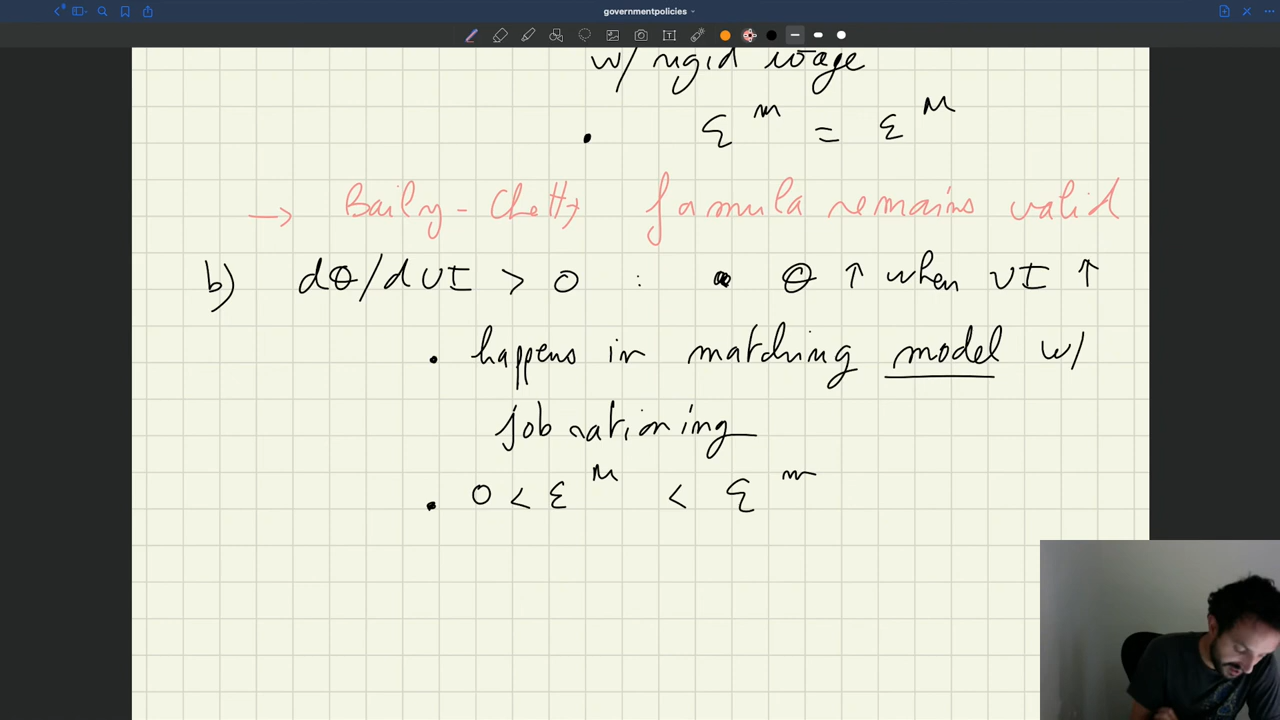 governmentpolicies
w/ rigid wage
• ε^m = ε^M
→ Baily-Chetty formula remains valid
b) dθ/dUI > 0 : • θ ↑ when UI ↑
• happens in matching model w/
job rationing
• 0 < ε^M < ε^m